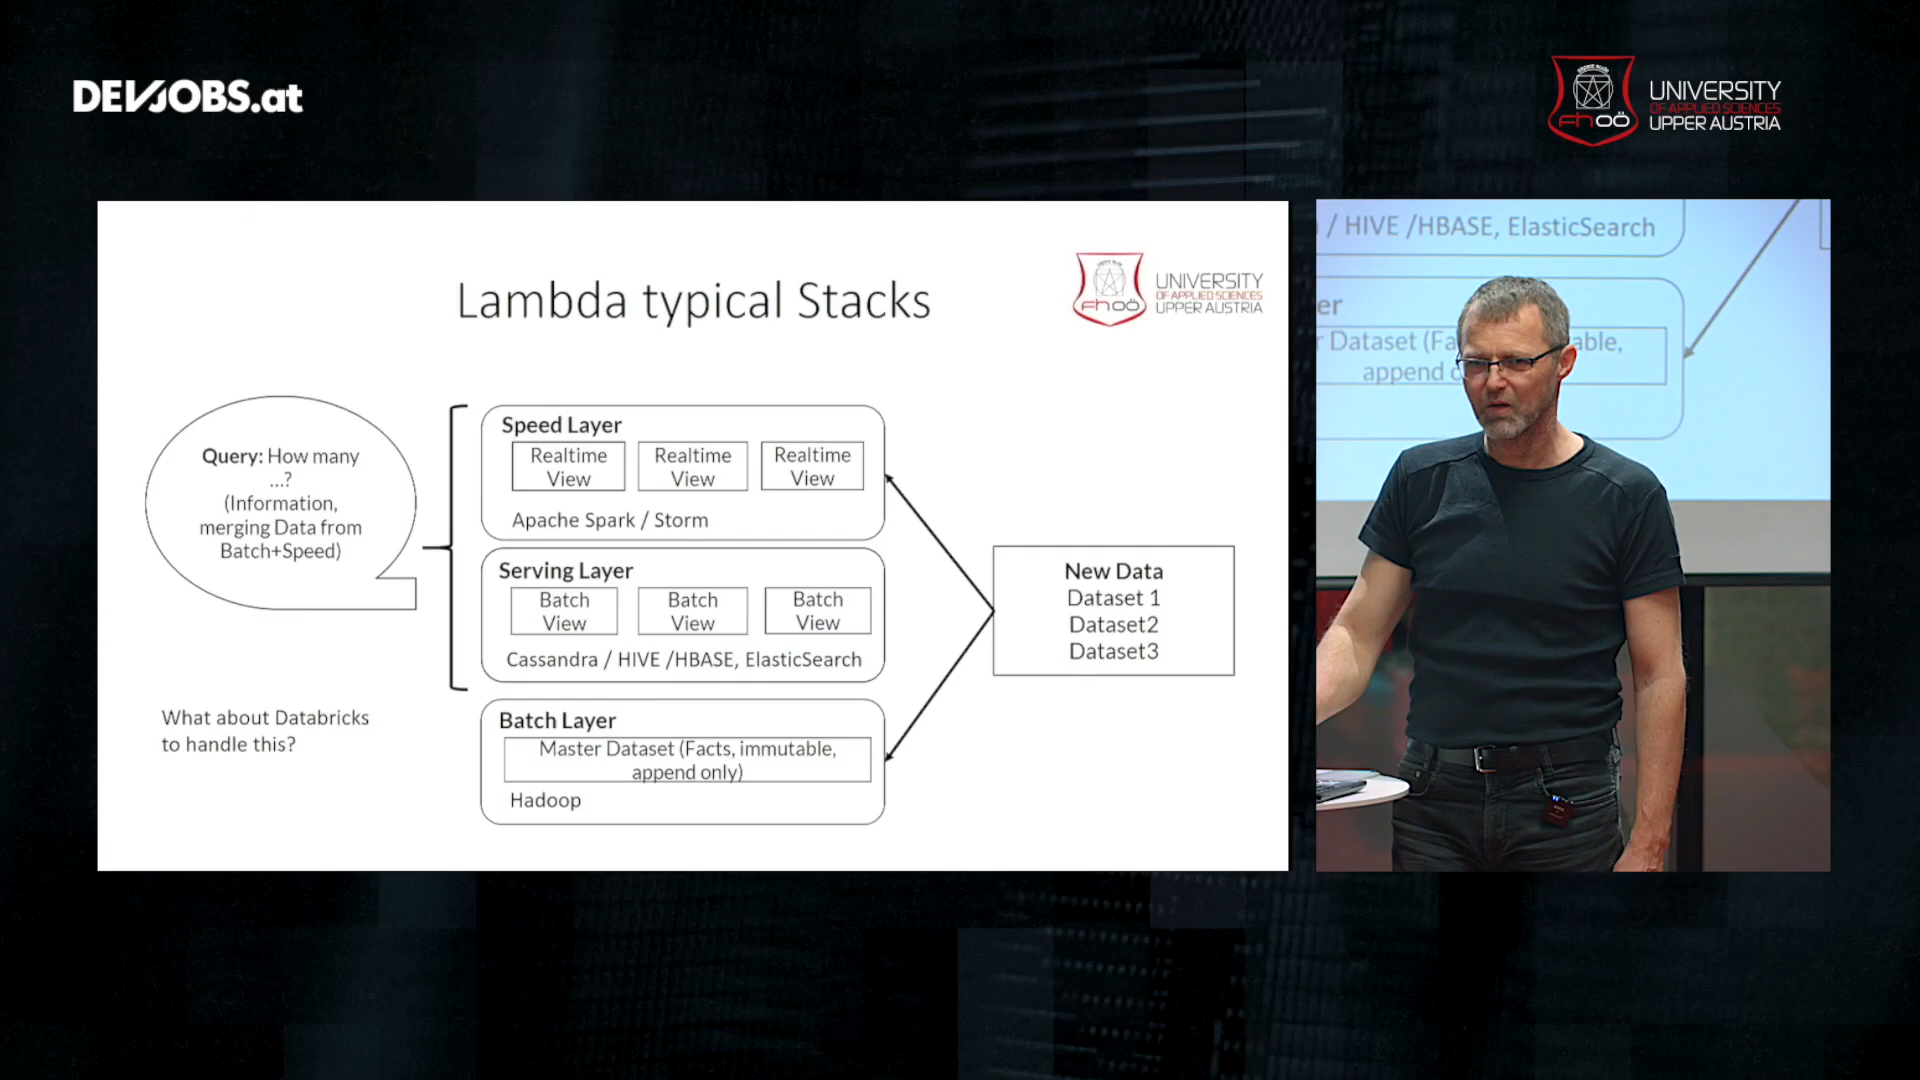 DEVJOBS.at
UNIVERSITY
OF APPLIED SCIENCES
UPPER AUSTRIA
fhoö
Lambda typical Stacks
UNIVERSITY
OF APPLIED SCIENCES
UPPER AUSTRIA
fhoö
Query: How many
...?
(Information,
merging Data from
Batch+Speed)
Speed Layer
Realtime
View
Realtime
View
Realtime
View
Apache Spark / Storm
Serving Layer
Batch
View
Batch
View
Batch
View
Cassandra / HIVE /HBASE, ElasticSearch
Batch Layer
Master Dataset (Facts, immutable,
append only)
Hadoop
New Data
Dataset 1
Dataset2
Dataset3
What about Databricks
to handle this?
/ HIVE /HBASE, ElasticSearch
er
r Dataset (Fa able,
append o